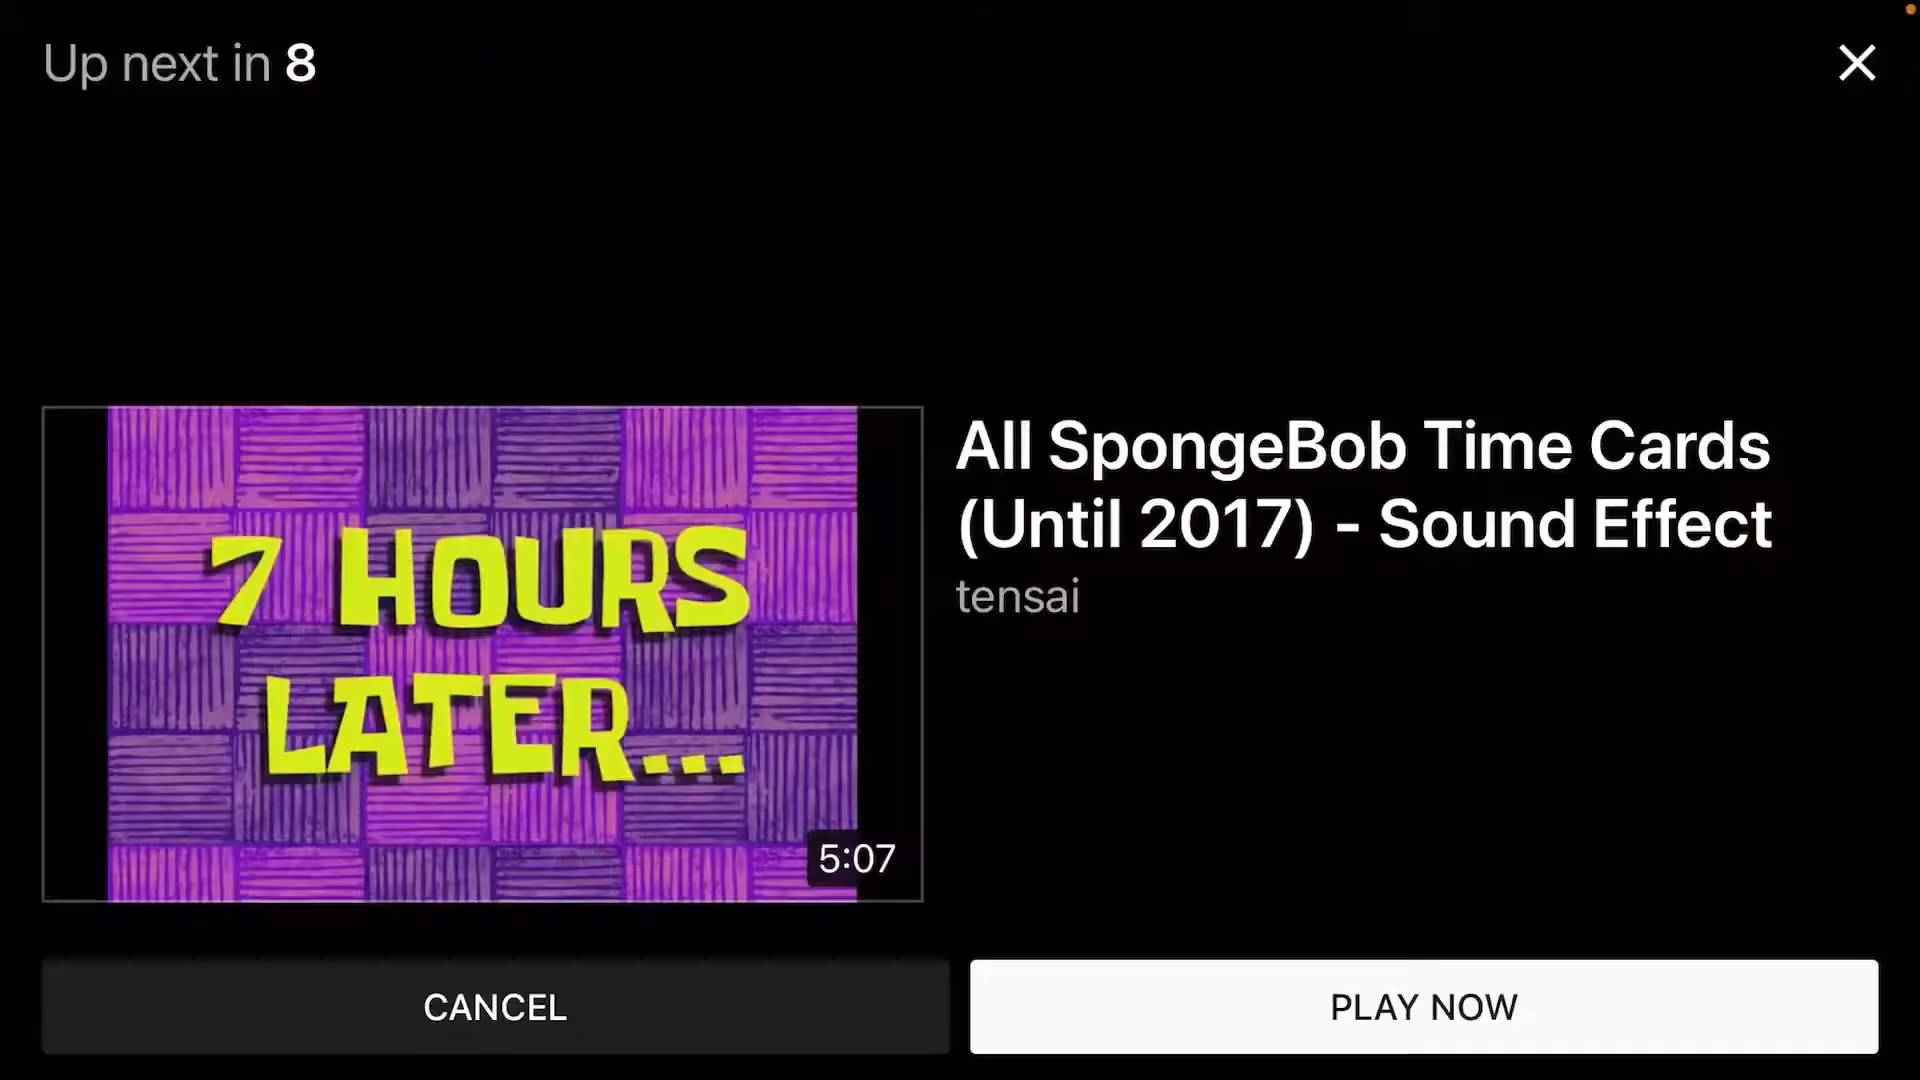 Up next in 8
7 HOURS
LATER...
5:07
All SpongeBob Time Cards
(Until 2017) - Sound Effect
tensai
CANCEL
PLAY NOW